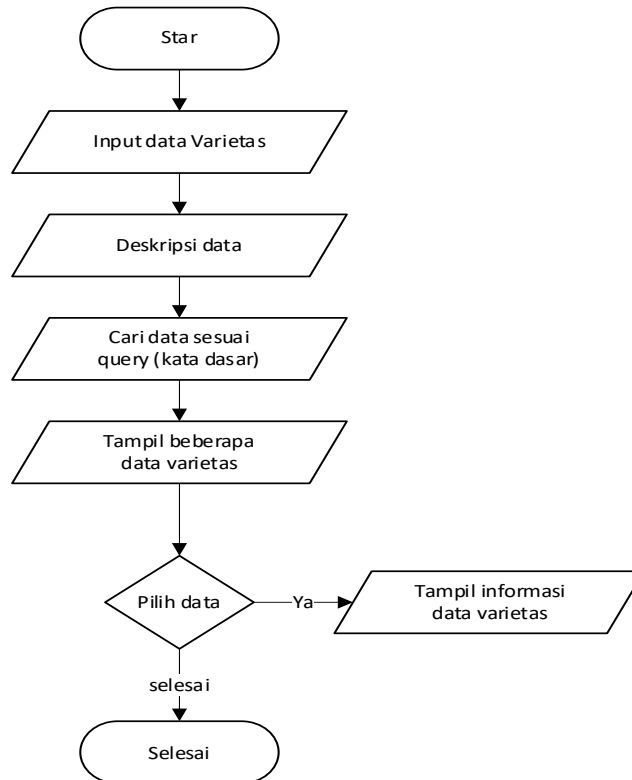 Star
Input data Varietas
Deskripsi data
Cari data sesuai
query (kata dasar)
Tampil beberapa
data varietas
Pilih data
Ya
Tampil informasi
data varietas
selesai
Selesai